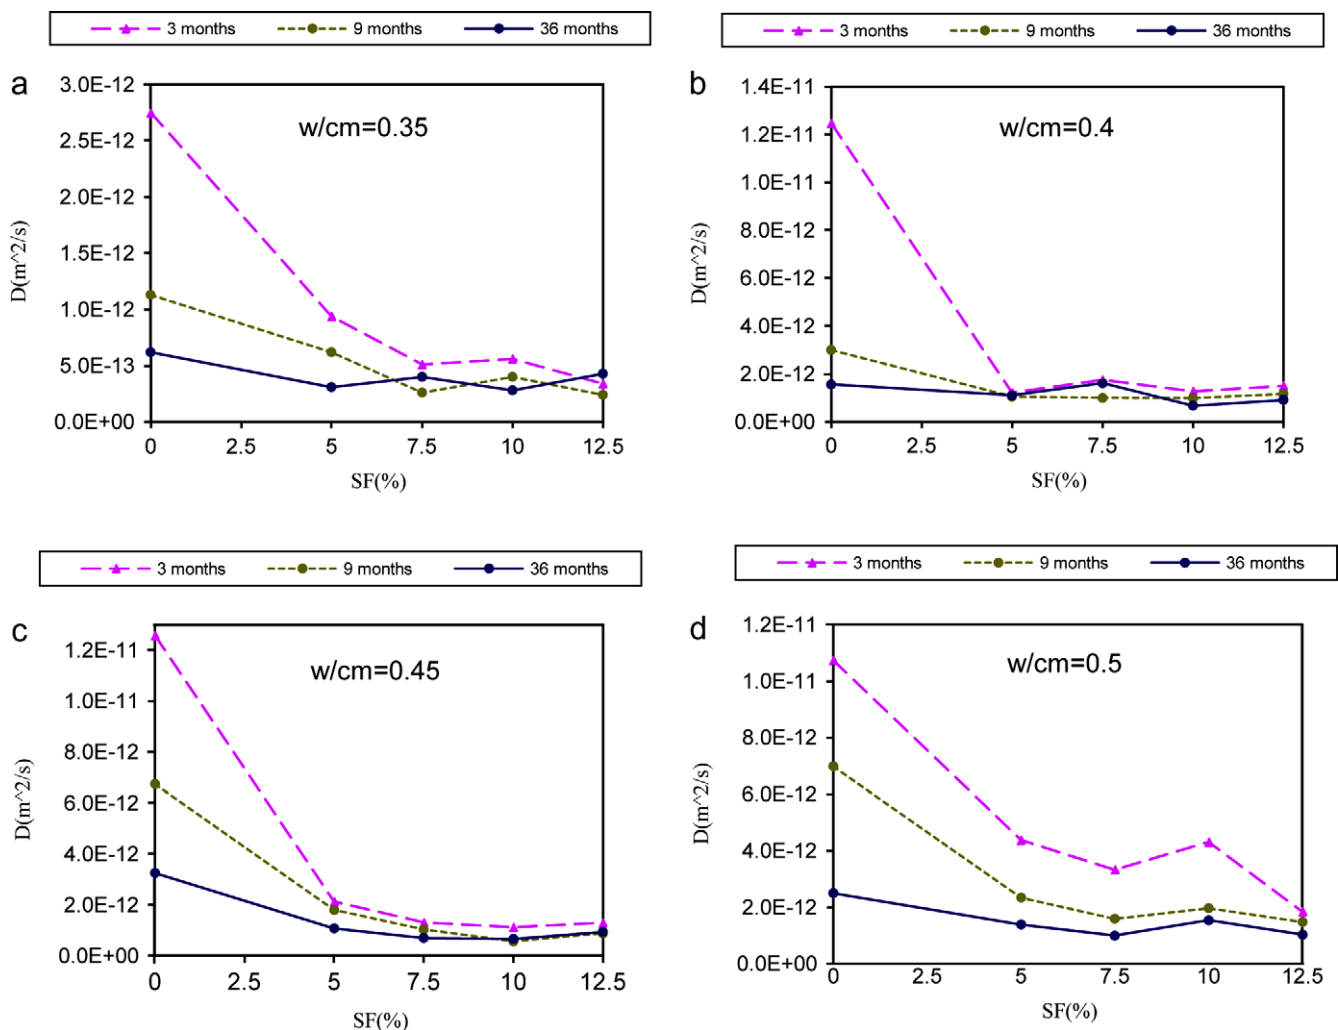 3 months 9 months 36 months
a
w/cm=0.35
D(m^2/s)
3.0E-12
2.5E-12
2.0E-12
1.5E-12
1.0E-12
5.0E-13
0.0E+00
0 2.5 5 7.5 10 12.5
SF(%)
3 months 9 months 36 months
b
w/cm=0.4
D(m^2/s)
1.4E-11
1.2E-11
1.0E-11
8.0E-12
6.0E-12
4.0E-12
2.0E-12
0.0E+00
0 2.5 5 7.5 10 12.5
SF(%)
3 months 9 months 36 months
c
w/cm=0.45
D(m^2/s)
1.2E-11
1.0E-11
8.0E-12
6.0E-12
4.0E-12
2.0E-12
0.0E+00
0 2.5 5 7.5 10 12.5
SF(%)
3 months 9 months 36 months
d
w/cm=0.5
D(m^2/s)
1.2E-11
1.0E-11
8.0E-12
6.0E-12
4.0E-12
2.0E-12
0.0E+00
0 2.5 5 7.5 10 12.5
SF(%)